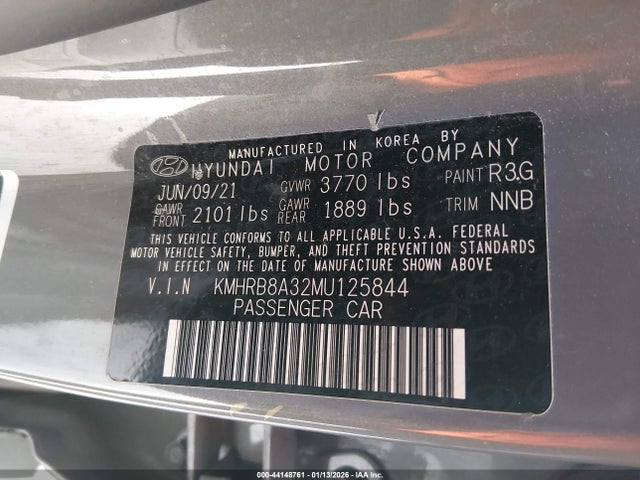 MANUFACTURED IN KOREA BY
HYUNDAI MOTOR COMPANY
JUN/09/21 GVWR 3770 lbs PAINT R3G
GAWR FRONT 2101 lbs GAWR REAR 1889 lbs TRIM NNB
THIS VEHICLE CONFORMS TO ALL APPLICABLE U.S.A. FEDERAL
MOTOR VEHICLE SAFETY, BUMPER, AND THEFT PREVENTION STANDARDS
IN EFFECT ON THE DATE OF MANUFACTURE SHOWN ABOVE
V.I.N KMHRB8A32MU125844
PASSENGER CAR
000-44148761 - 01/13/2026 - IAAI.COM